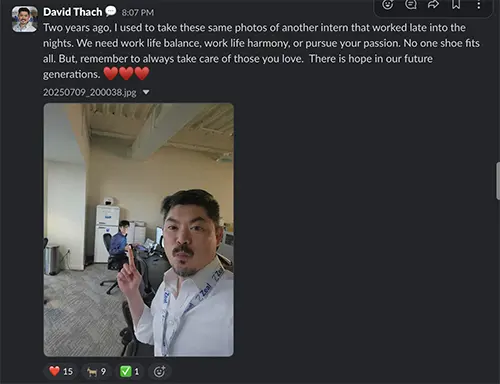 David Thach 8:07 PM
Two years ago, I used to take these same photos of another intern that worked late into the
nights. We need work life balance, work life harmony, or pursue your passion. No one shoe fits
all. But, remember to always take care of those you love.  There is hope in our future
generations. ❤️❤️❤️
20250709_200038.jpg
Zeal
❤️ 15 🐐 9 ✅ 1